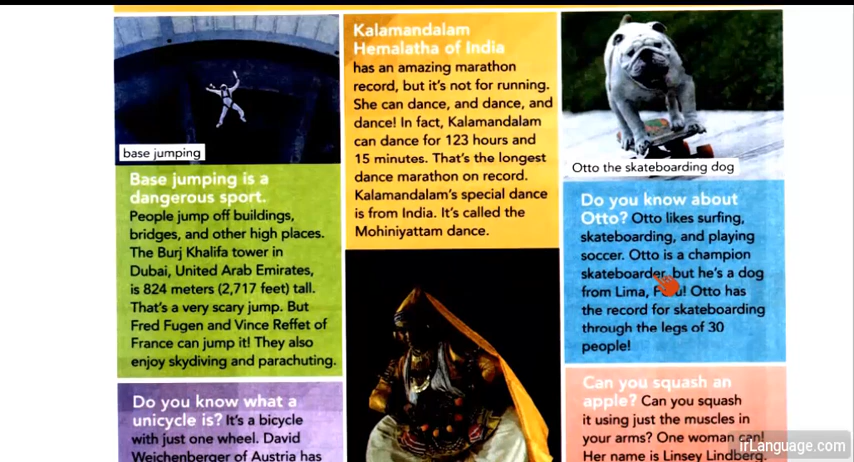 base jumping
Base jumping is a
dangerous sport.
People jump off buildings,
bridges, and other high places.
The Burj Khalifa tower in
Dubai, United Arab Emirates,
is 824 meters (2,717 feet) tall.
That's a very scary jump. But
Fred Fugen and Vince Reffet of
France can jump it! They also
enjoy skydiving and parachuting.
Do you know what a
unicycle is? It's a bicycle
with just one wheel. David
Weichenberger of Austria has
Kalamandalam
Hemalatha of India
has an amazing marathon
record, but it's not for running.
She can dance, and dance, and
dance! In fact, Kalamandalam
can dance for 123 hours and
15 minutes. That's the longest
dance marathon on record.
Kalamandalam's special dance
is from India. It's called the
Mohiniyattam dance.
Otto the skateboarding dog
Do you know about
Otto? Otto likes surfing,
skateboarding, and playing
soccer. Otto is a champion
skateboarder, but he's a dog
from Lima, Otto has
the record for skateboarding
through the legs of 30
people!
Can you squash an
apple? Can you squash
it using just the muscles in
your arms? One woman can!
Her name is Linsey Lindberg.
irLanguage.com